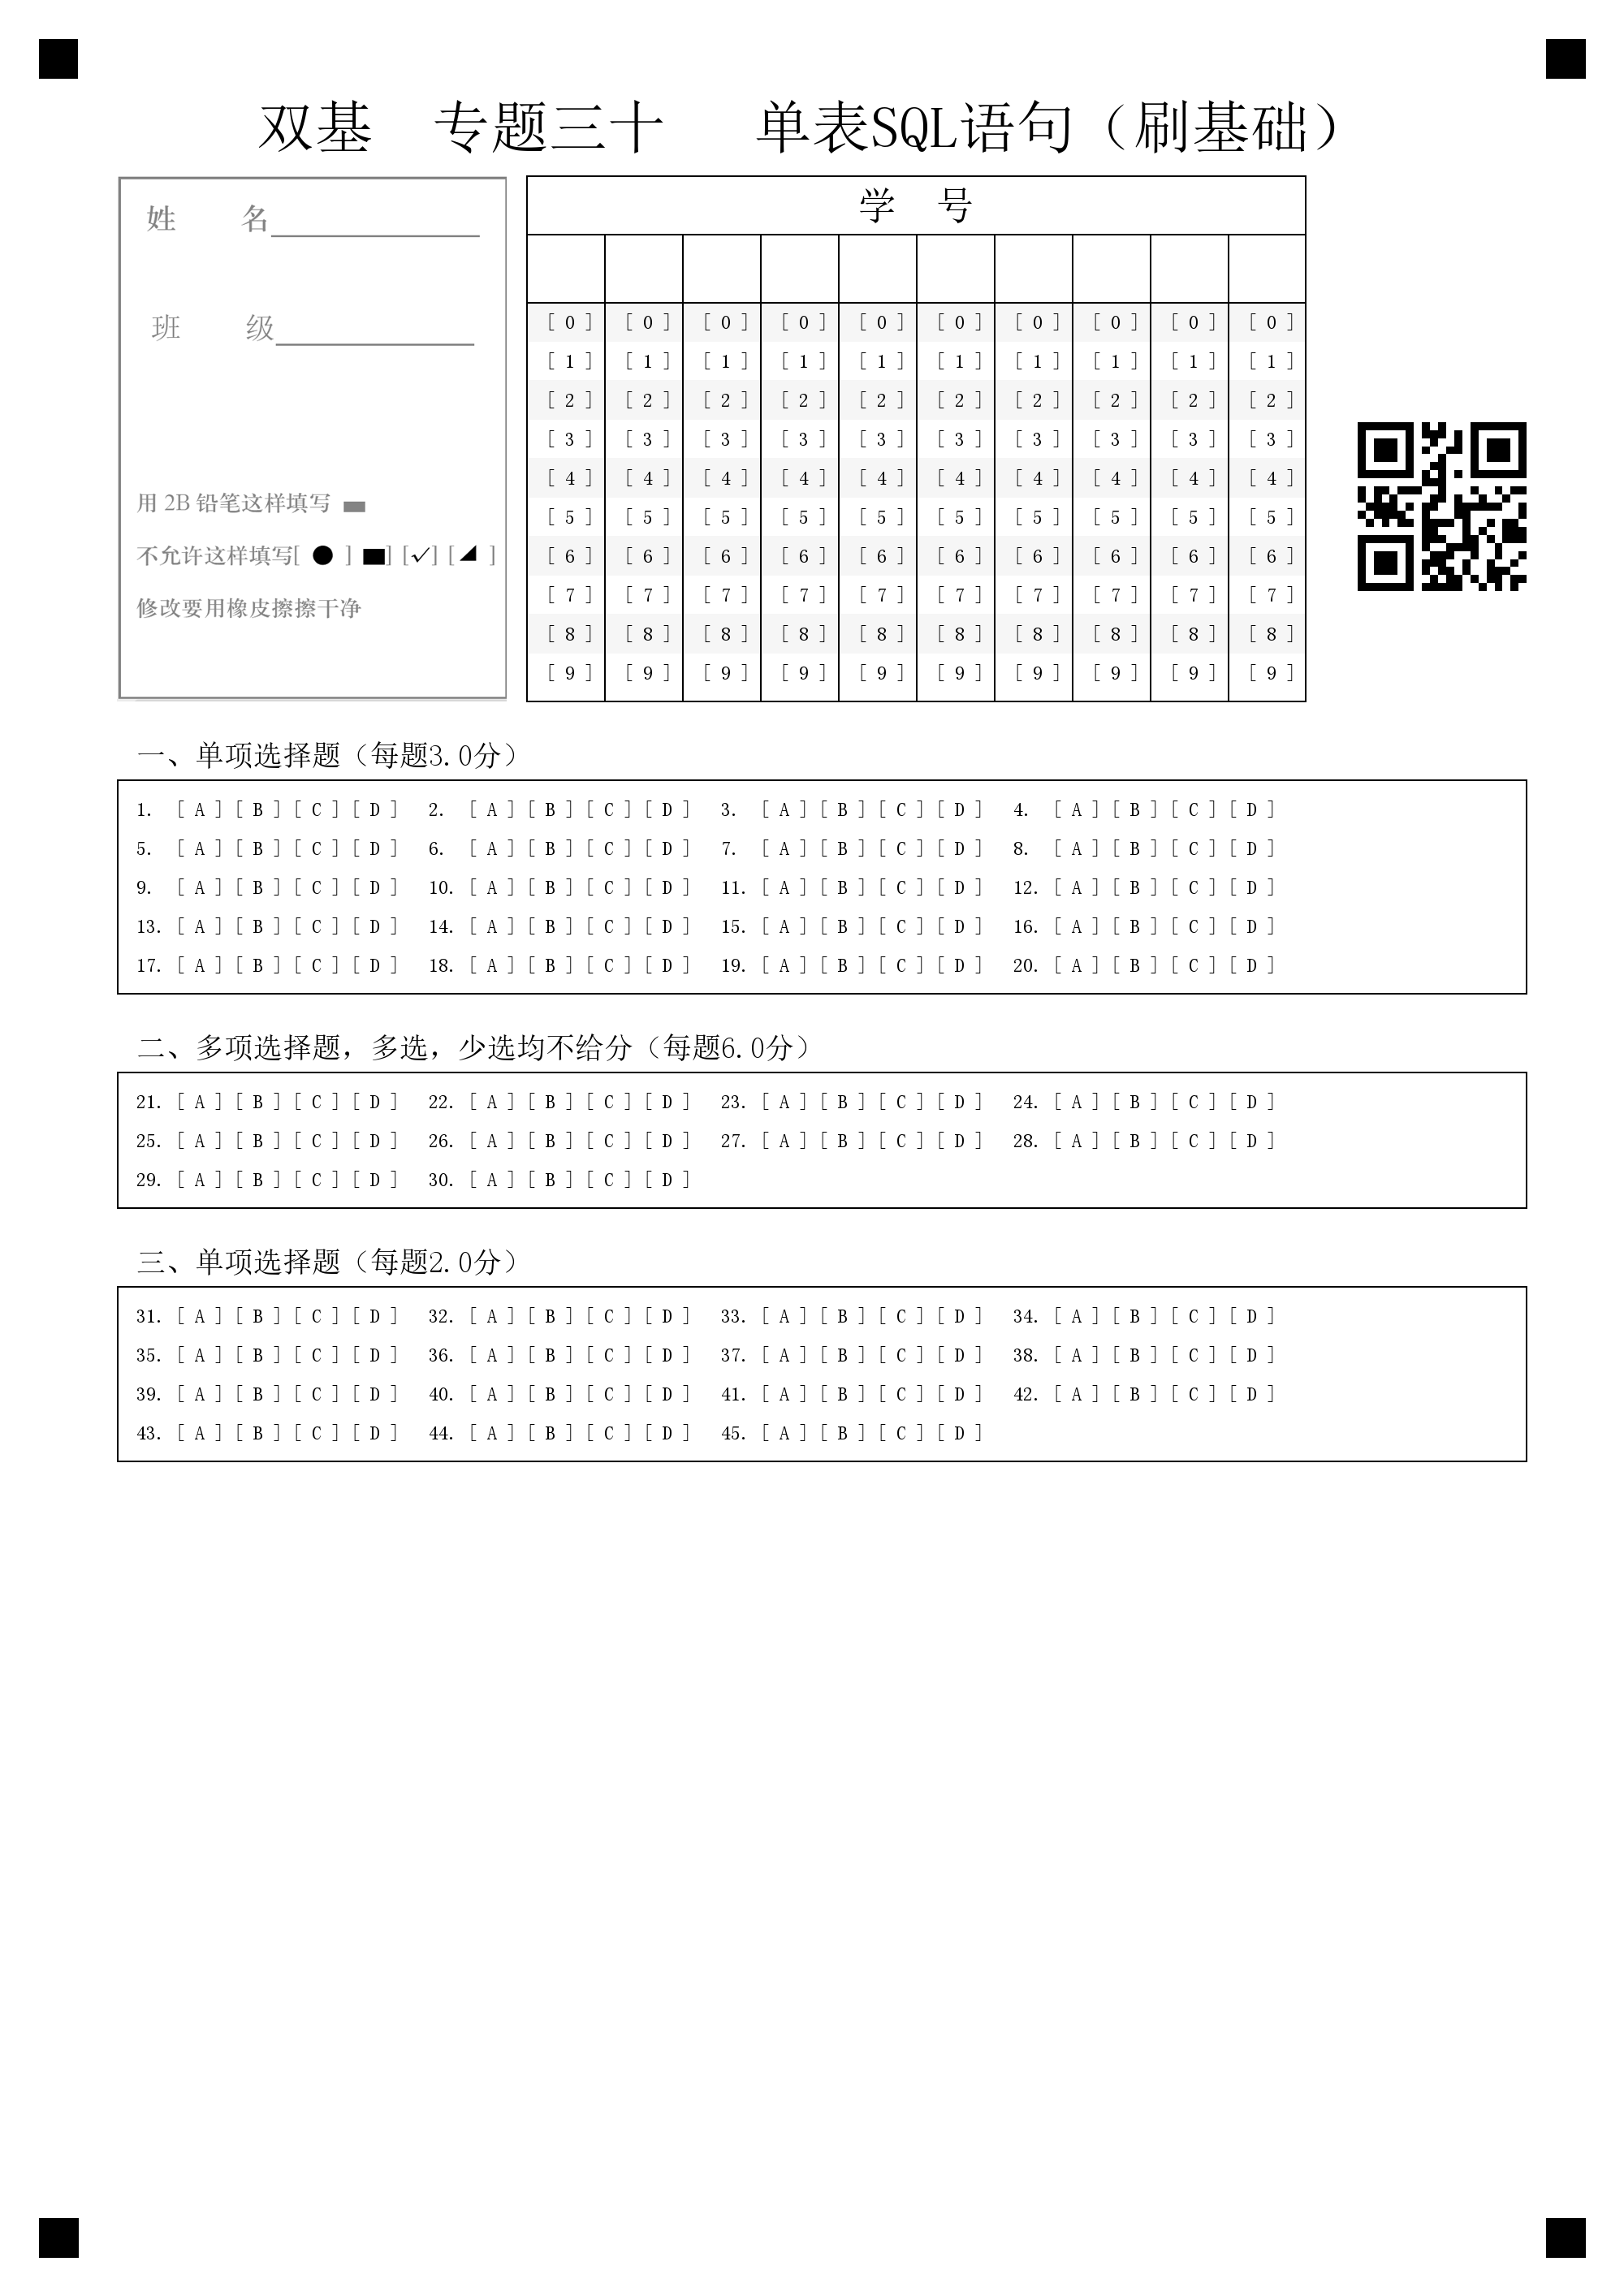 双基 专题三十 单表SQL语句（刷基础）
姓 名
班 级
用 2B 铅笔这样填写
不允许这样填写[ ● ] ■] [✓] [◢ ]
修改要用橡皮擦擦干净
学 号
[ 0 ] [ 0 ] [ 0 ] [ 0 ] [ 0 ] [ 0 ] [ 0 ] [ 0 ] [ 0 ] [ 0 ]
[ 1 ] [ 1 ] [ 1 ] [ 1 ] [ 1 ] [ 1 ] [ 1 ] [ 1 ] [ 1 ] [ 1 ]
[ 2 ] [ 2 ] [ 2 ] [ 2 ] [ 2 ] [ 2 ] [ 2 ] [ 2 ] [ 2 ] [ 2 ]
[ 3 ] [ 3 ] [ 3 ] [ 3 ] [ 3 ] [ 3 ] [ 3 ] [ 3 ] [ 3 ] [ 3 ]
[ 4 ] [ 4 ] [ 4 ] [ 4 ] [ 4 ] [ 4 ] [ 4 ] [ 4 ] [ 4 ] [ 4 ]
[ 5 ] [ 5 ] [ 5 ] [ 5 ] [ 5 ] [ 5 ] [ 5 ] [ 5 ] [ 5 ] [ 5 ]
[ 6 ] [ 6 ] [ 6 ] [ 6 ] [ 6 ] [ 6 ] [ 6 ] [ 6 ] [ 6 ] [ 6 ]
[ 7 ] [ 7 ] [ 7 ] [ 7 ] [ 7 ] [ 7 ] [ 7 ] [ 7 ] [ 7 ] [ 7 ]
[ 8 ] [ 8 ] [ 8 ] [ 8 ] [ 8 ] [ 8 ] [ 8 ] [ 8 ] [ 8 ] [ 8 ]
[ 9 ] [ 9 ] [ 9 ] [ 9 ] [ 9 ] [ 9 ] [ 9 ] [ 9 ] [ 9 ] [ 9 ]
一、单项选择题（每题3.0分）
1. [ A ] [ B ] [ C ] [ D ] 2. [ A ] [ B ] [ C ] [ D ] 3. [ A ] [ B ] [ C ] [ D ] 4. [ A ] [ B ] [ C ] [ D ]
5. [ A ] [ B ] [ C ] [ D ] 6. [ A ] [ B ] [ C ] [ D ] 7. [ A ] [ B ] [ C ] [ D ] 8. [ A ] [ B ] [ C ] [ D ]
9. [ A ] [ B ] [ C ] [ D ] 10. [ A ] [ B ] [ C ] [ D ] 11. [ A ] [ B ] [ C ] [ D ] 12. [ A ] [ B ] [ C ] [ D ]
13. [ A ] [ B ] [ C ] [ D ] 14. [ A ] [ B ] [ C ] [ D ] 15. [ A ] [ B ] [ C ] [ D ] 16. [ A ] [ B ] [ C ] [ D ]
17. [ A ] [ B ] [ C ] [ D ] 18. [ A ] [ B ] [ C ] [ D ] 19. [ A ] [ B ] [ C ] [ D ] 20. [ A ] [ B ] [ C ] [ D ]
二、多项选择题，多选，少选均不给分（每题6.0分）
21. [ A ] [ B ] [ C ] [ D ] 22. [ A ] [ B ] [ C ] [ D ] 23. [ A ] [ B ] [ C ] [ D ] 24. [ A ] [ B ] [ C ] [ D ]
25. [ A ] [ B ] [ C ] [ D ] 26. [ A ] [ B ] [ C ] [ D ] 27. [ A ] [ B ] [ C ] [ D ] 28. [ A ] [ B ] [ C ] [ D ]
29. [ A ] [ B ] [ C ] [ D ] 30. [ A ] [ B ] [ C ] [ D ]
三、单项选择题（每题2.0分）
31. [ A ] [ B ] [ C ] [ D ] 32. [ A ] [ B ] [ C ] [ D ] 33. [ A ] [ B ] [ C ] [ D ] 34. [ A ] [ B ] [ C ] [ D ]
35. [ A ] [ B ] [ C ] [ D ] 36. [ A ] [ B ] [ C ] [ D ] 37. [ A ] [ B ] [ C ] [ D ] 38. [ A ] [ B ] [ C ] [ D ]
39. [ A ] [ B ] [ C ] [ D ] 40. [ A ] [ B ] [ C ] [ D ] 41. [ A ] [ B ] [ C ] [ D ] 42. [ A ] [ B ] [ C ] [ D ]
43. [ A ] [ B ] [ C ] [ D ] 44. [ A ] [ B ] [ C ] [ D ] 45. [ A ] [ B ] [ C ] [ D ]